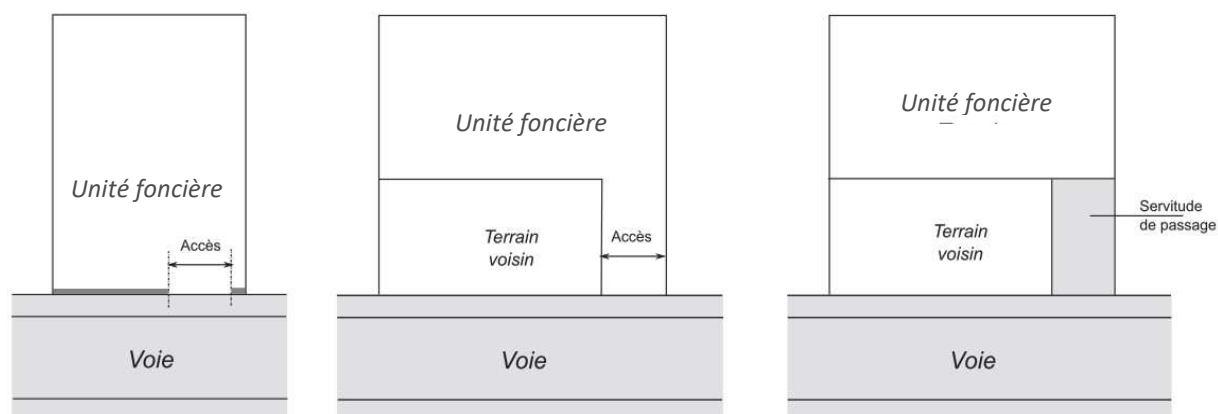 Unité foncière
Accès
Voie
Unité foncière
Terrain
voisin
Accès
Voie
Unité foncière
Terrain
voisin
Servitude
de passage
Voie